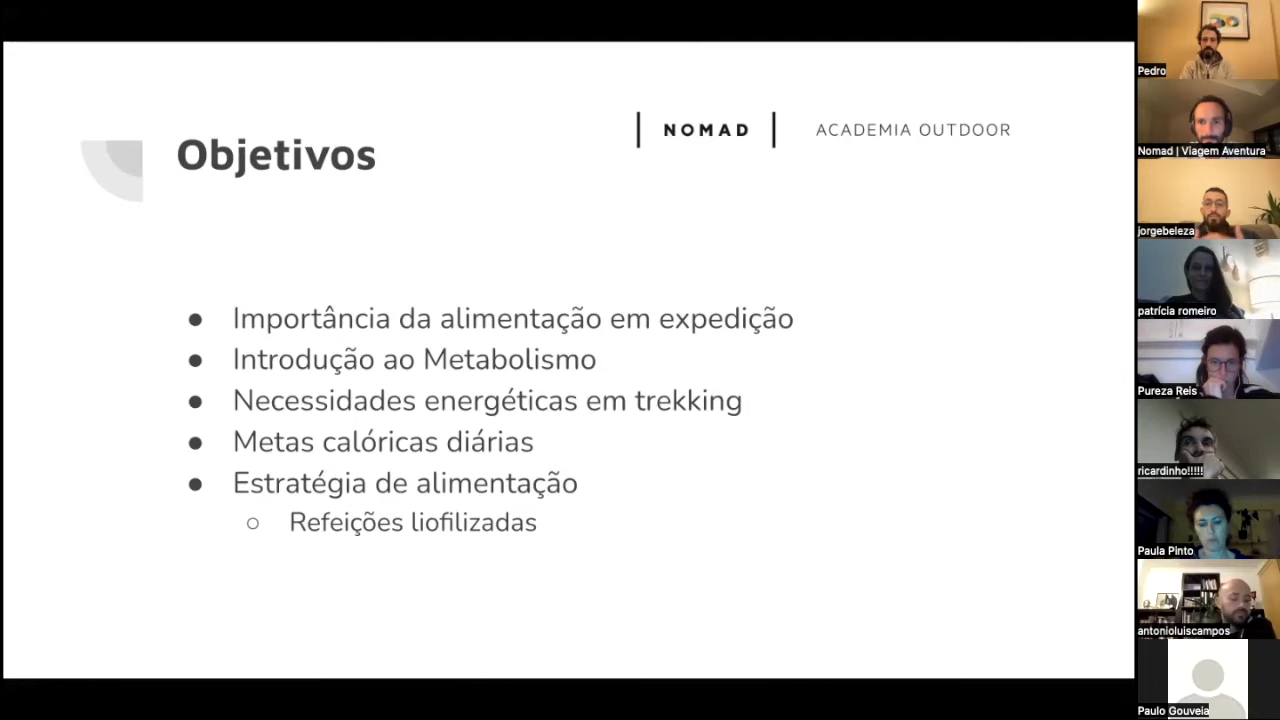 Objetivos
NOMAD
ACADEMIA OUTDOOR
Importância da alimentação em expedição
Introdução ao Metabolismo
Necessidades energéticas em trekking
Metas calóricas diárias
Estratégia de alimentação
Refeições liofilizadas
Pedro
Nomad | Viagem Aventura
jorgebeleza
patrícia romeiro
Pureza Reis
ricardinho!!!!!
Paula Pinto
antonioluiscampos
Paulo Gouveia